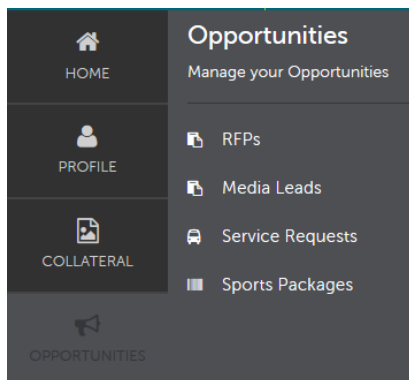 HOME
PROFILE
COLLATERAL
OPPORTUNITIES
Opportunities
Manage your Opportunities
RFPs
Media Leads
Service Requests
Sports Packages